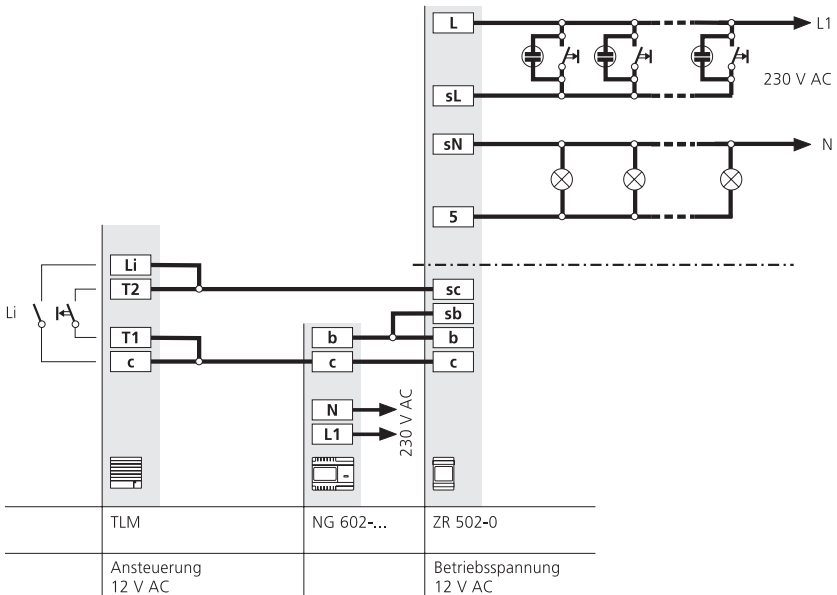 L
L1
230 V AC
sL
sN
N
5
Li
T2
sc
sb
Li
T1
b
b
c
c
c
N
L1
230 V AC
TLM
NG 602-...
ZR 502-0
Ansteuerung
12 V AC
Betriebsspannung
12 V AC